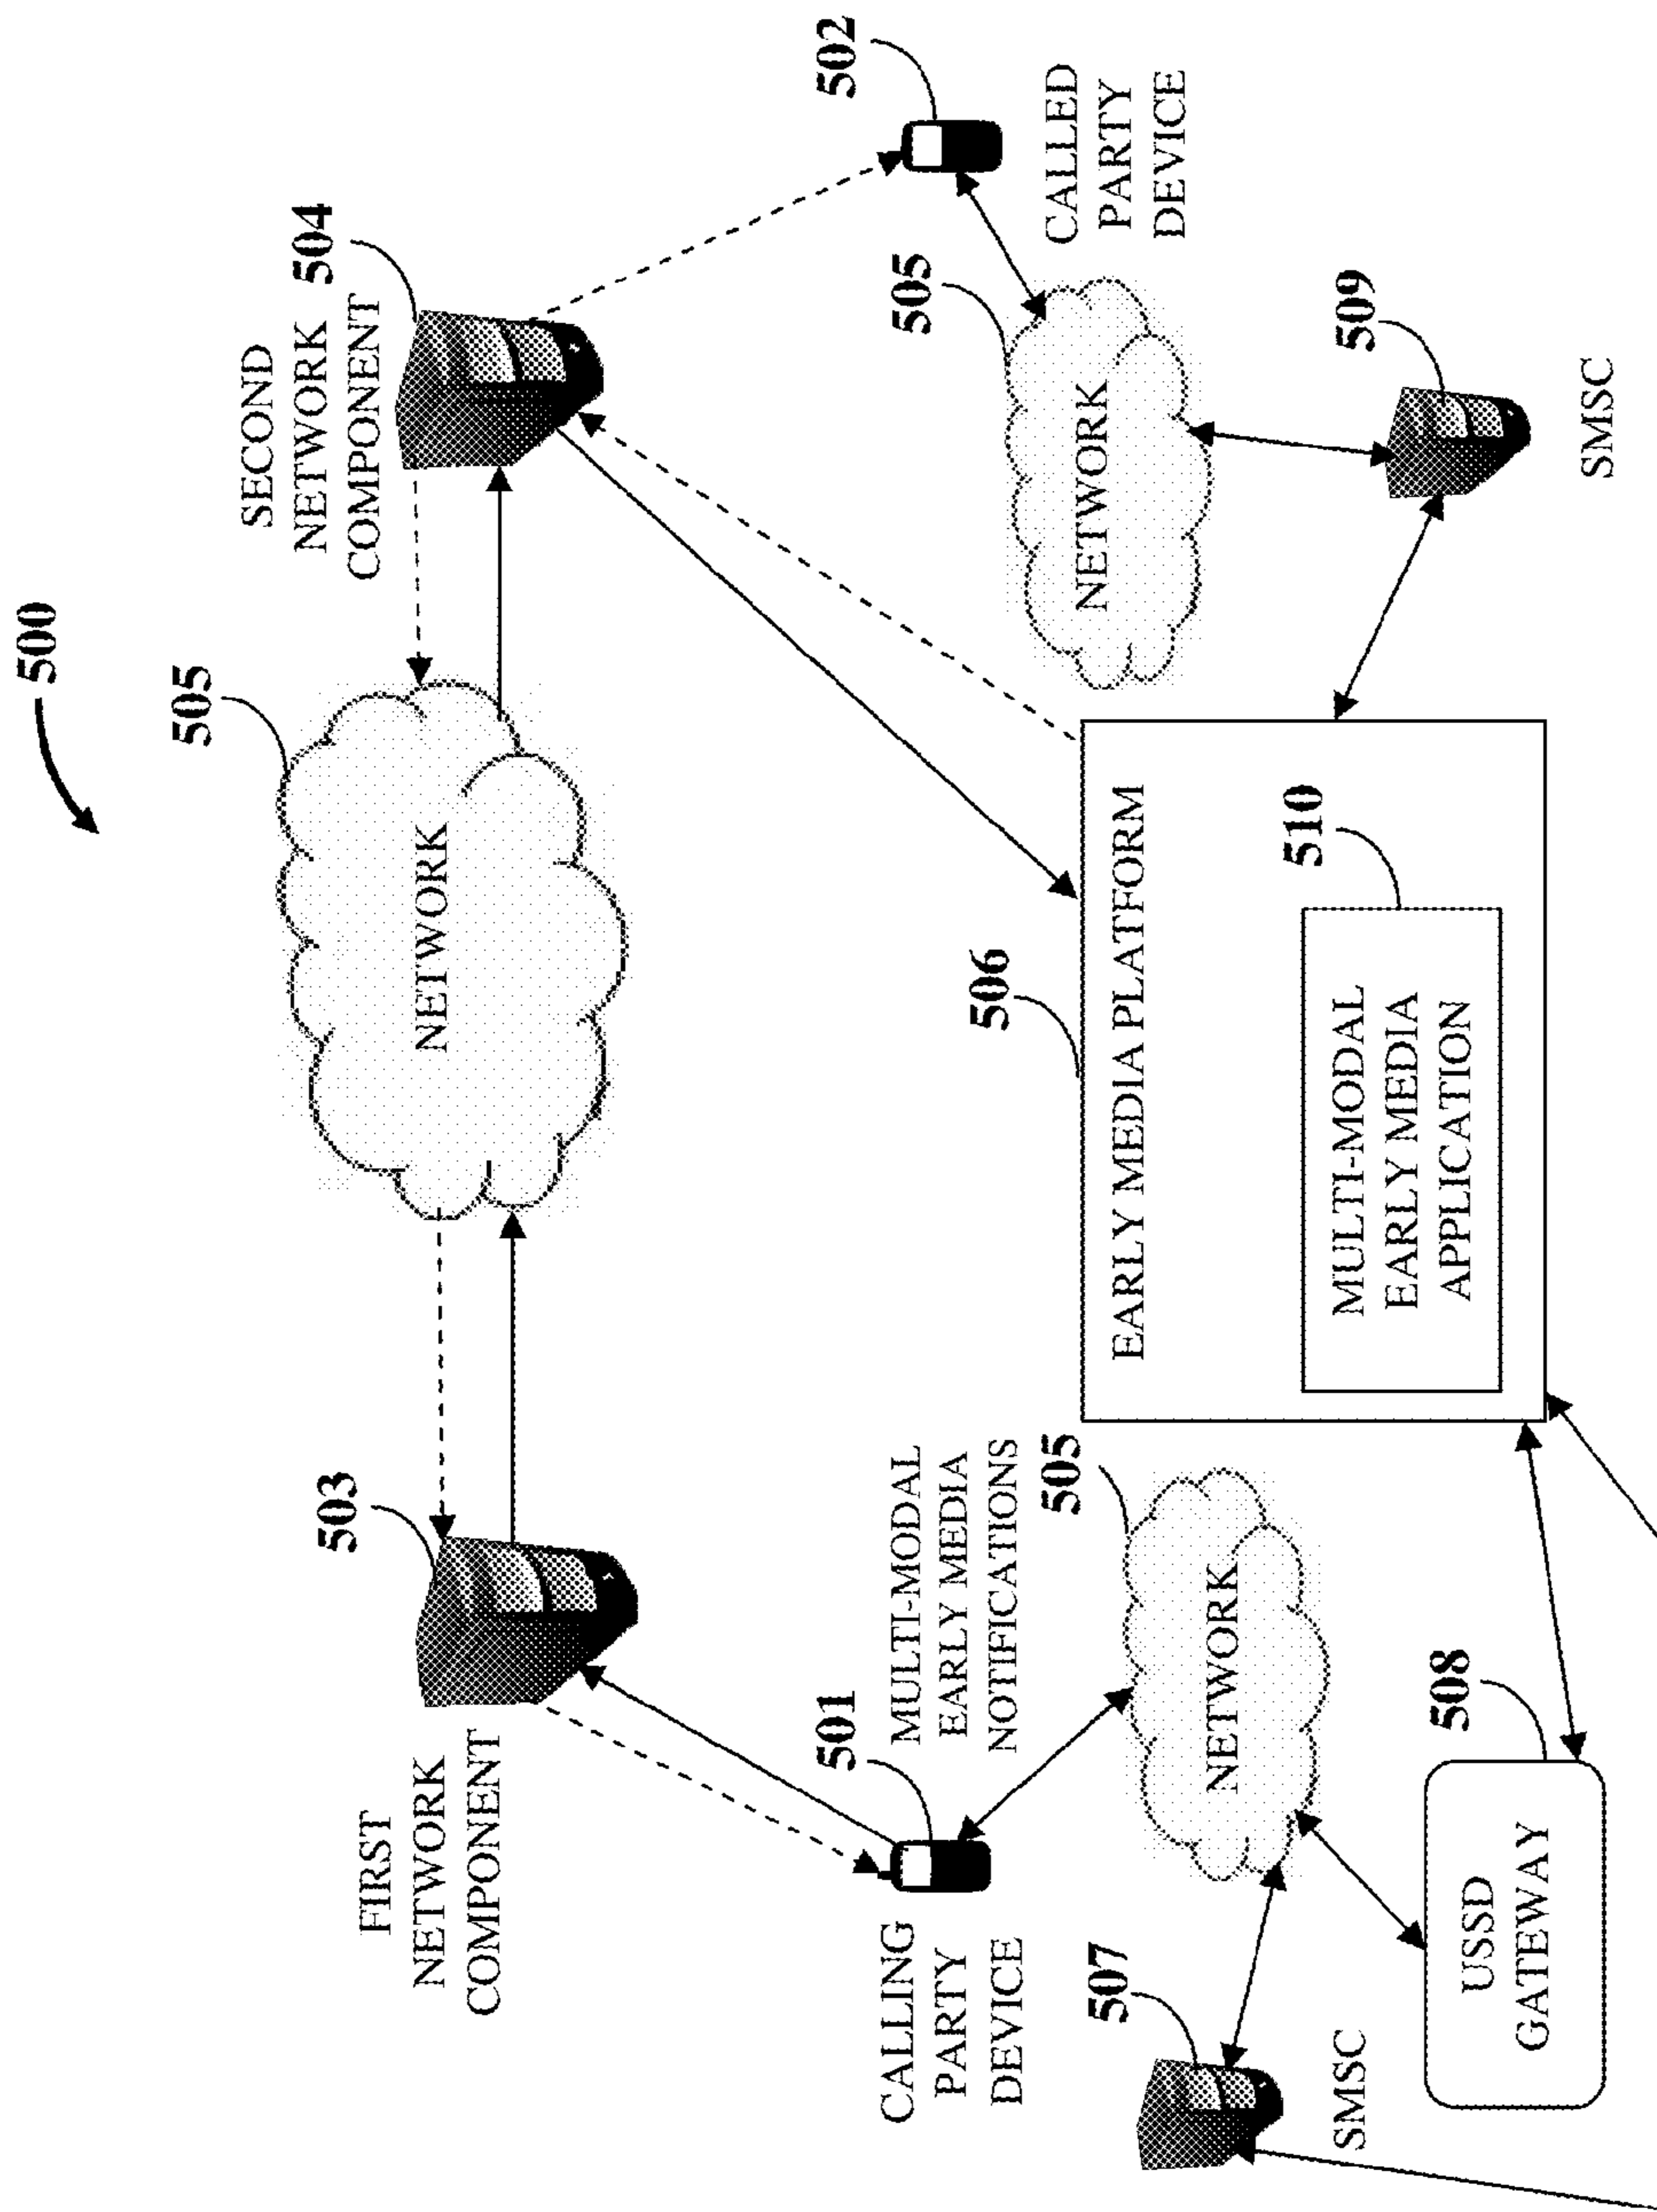 500
505
NETWORK
503
FIRST
NETWORK
COMPONENT
SECOND
NETWORK
COMPONENT
504
501
CALLING
PARTY
DEVICE
MULTI-MODAL
EARLY MEDIA
NOTIFICATIONS
502
CALLED
PARTY
DEVICE
505
NETWORK
507
SMSC
508
USSD
GATEWAY
506
EARLY MEDIA PLATFORM
510
MULTI-MODAL
EARLY MEDIA
APPLICATION
505
NETWORK
509
SMSC